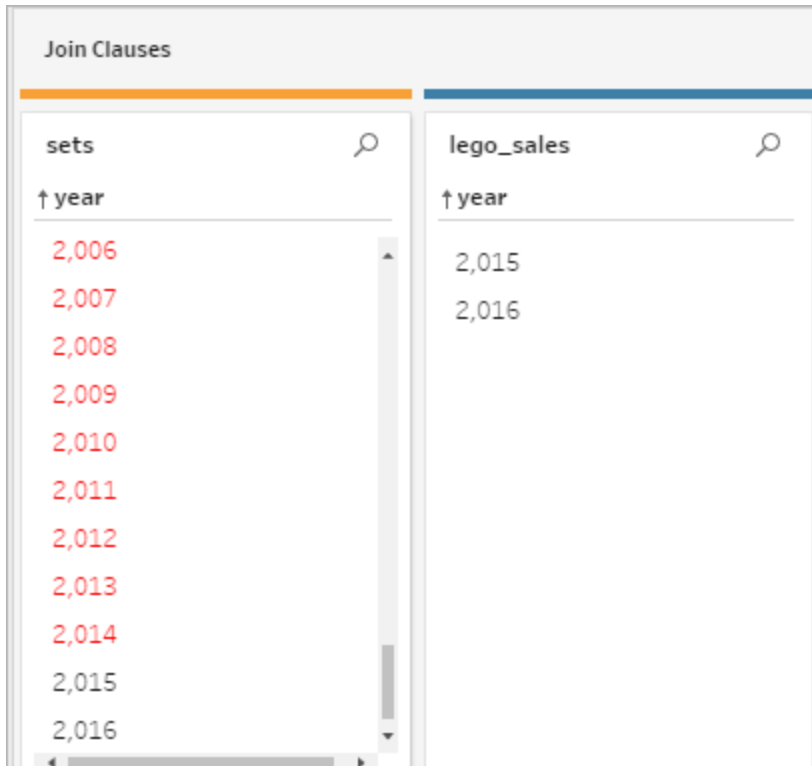 Join Clauses
sets
↑ year
2,006
2,007
2,008
2,009
2,010
2,011
2,012
2,013
2,014
2,015
2,016
lego_sales
↑ year
2,015
2,016